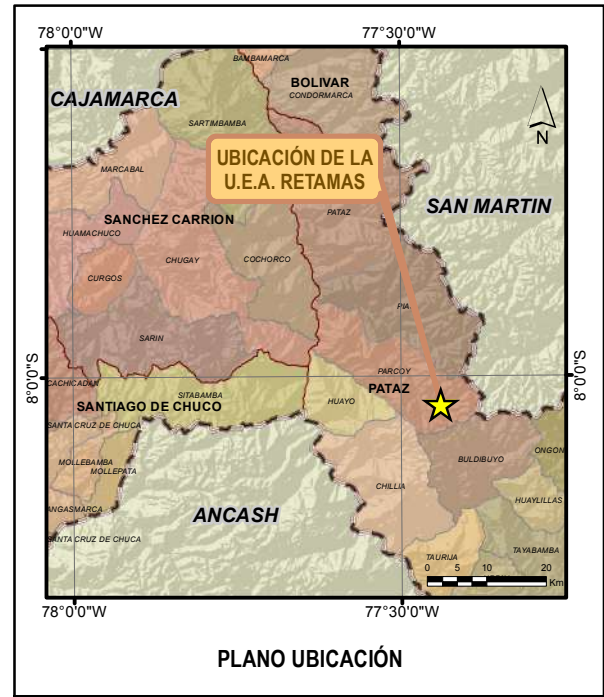 78°0'0"W
77°30'0"W
BAMBAMARCA
BOLIVAR
CONDORMARCA
CAJAMARCA
SARTIMBAMBA
N
UBICACIÓN DE LA
U.E.A. RETAMAS
MARCABAL
SAN MARTIN
SANCHEZ CARRION
PATAZ
HUAMACHUCO
COCHORCO
CHUGAY
CURGOS
PIA
SARIN
8°0'0"S
8°0'0"S
PARCOY
CACHICADAN
PATAZ
SITABAMBA
HUAYO
SANTIAGO DE CHUCO
SANTA CRUZ DE CHUCA
ONGON
MOLLEBAMBA
BULDIBUYO
MOLLEPATA
CHILLIA
HUAYLILLAS
ANGASMARCA
ANCASH
SANTA CRUZ DE CHUCA
TAYABAMBA
TAURIJA
0 5 10 20
Km
78°0'0"W
77°30'0"W
PLANO UBICACIÓN